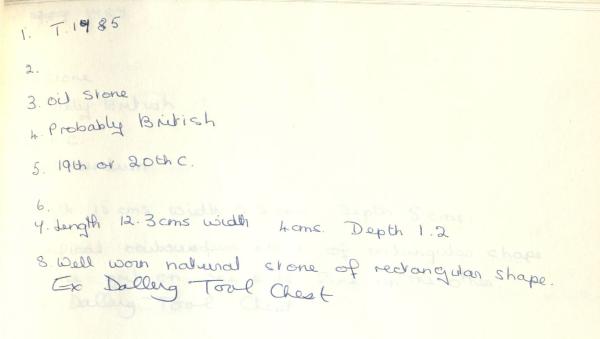 1. T.1985
2.
3. oil stone
4. Probably British
5. 19th or 20th C.
6.
7. Length 12.3cms width 4cms. Depth 1.2
8. Well worn natural stone of rectangular shape.
Ex Dallery Tool Chest